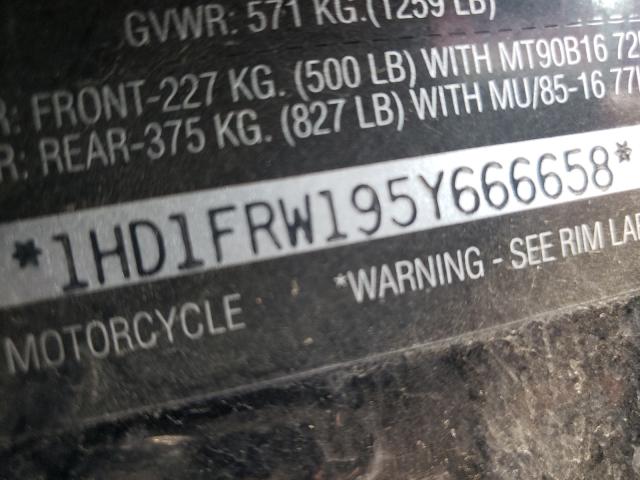 GVWR: 571 KG.(1259 LB)
R: FRONT-227 KG. (500 LB) WITH MT90B16 72
R: REAR-375 KG. (827 LB) WITH MU/85-16 77
*1HD1FRW195Y666658*
*WARNING - SEE RIM LA
MOTORCYCLE